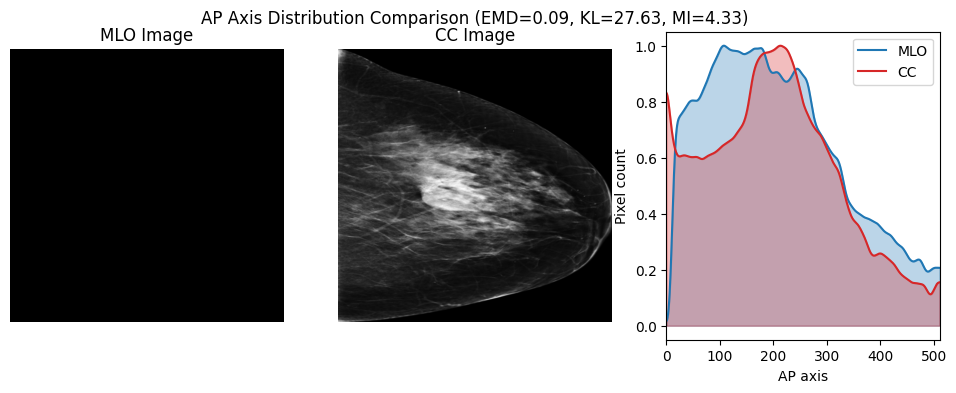 AP Axis Distribution Comparison (EMD=0.09, KL=27.63, MI=4.33)
MLO Image
CC Image
MLO
CC
Pixel count
1.0
0.8
0.6
0.4
0.2
0.0
0 100 200 300 400 500
AP axis